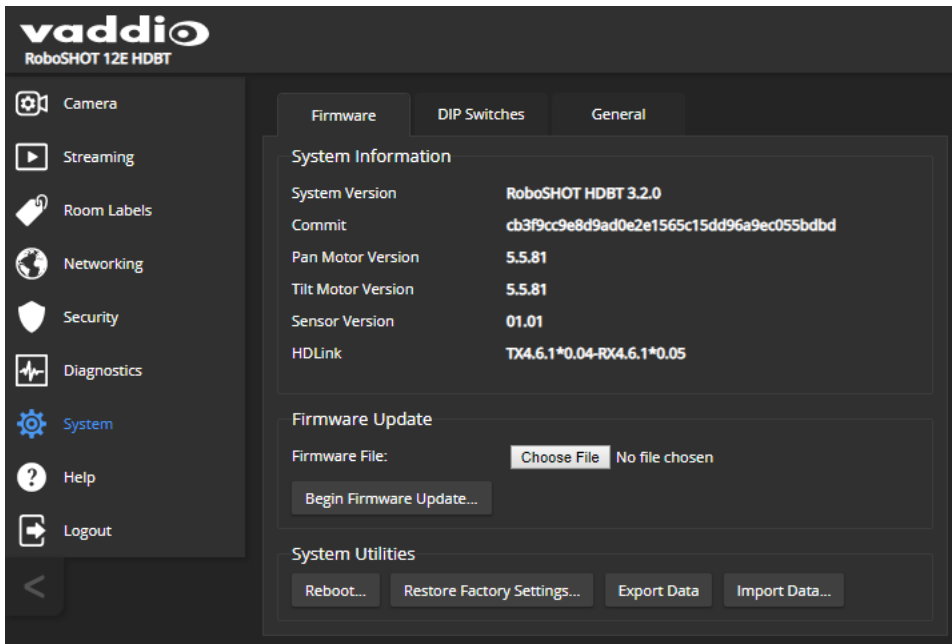 vaddio
RoboSHOT 12E HDBT
Camera
Streaming
Room Labels
Networking
Security
Diagnostics
System
Help
Logout
<
Firmware DIP Switches General
System Information
System Version RoboSHOT HDBT 3.2.0
Commit cb3f9cc9e8d9ad0e2e1565c15dd96a9ec055bdbd
Pan Motor Version 5.5.81
Tilt Motor Version 5.5.81
Sensor Version 01.01
HDLink TX4.6.1*0.04-RX4.6.1*0.05
Firmware Update
Firmware File: Choose File No file chosen
Begin Firmware Update...
System Utilities
Reboot... Restore Factory Settings... Export Data Import Data...